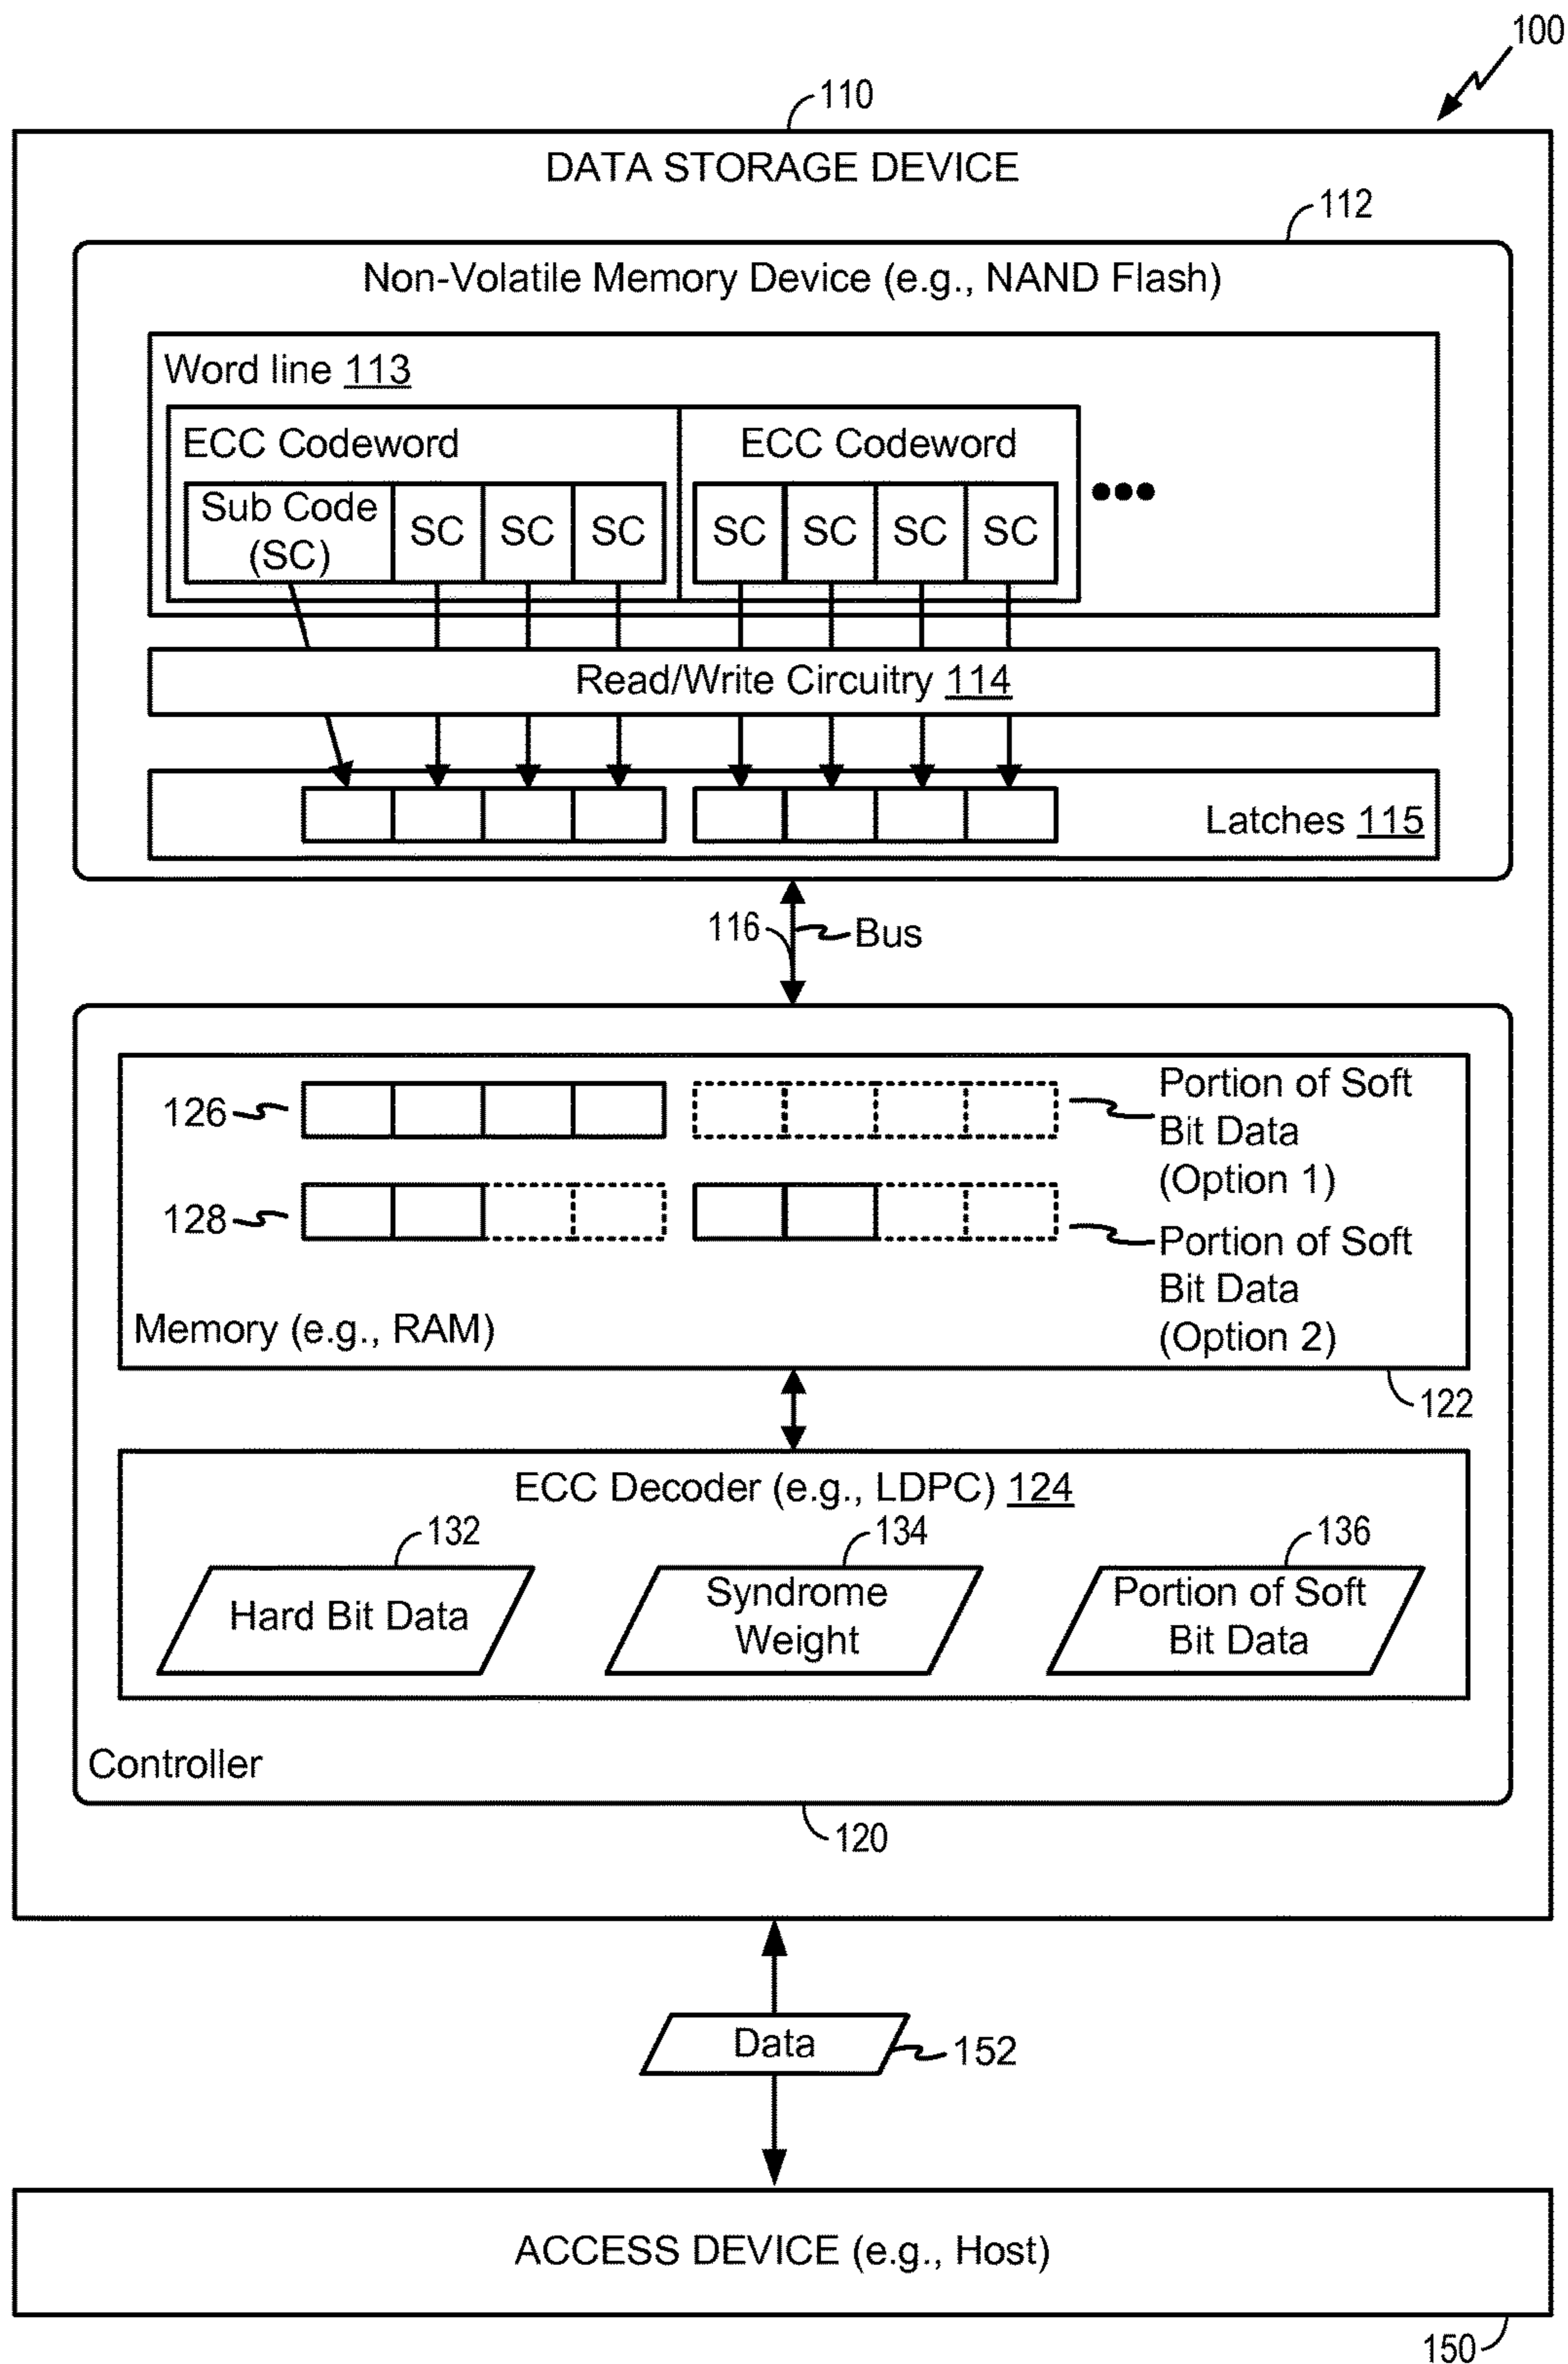 100
110
DATA STORAGE DEVICE
112
Non-Volatile Memory Device (e.g., NAND Flash)
Word line 113
ECC Codeword
ECC Codeword
Sub Code
(SC)
SC
SC
SC
SC
SC
SC
SC
Read/Write Circuitry 114
Latches 115
116
Bus
126
Portion of Soft
Bit Data
(Option 1)
128
Portion of Soft
Bit Data
(Option 2)
Memory (e.g., RAM)
122
ECC Decoder (e.g., LDPC) 124
132
134
136
Hard Bit Data
Syndrome
Weight
Portion of Soft
Bit Data
Controller
120
Data
152
ACCESS DEVICE (e.g., Host)
150